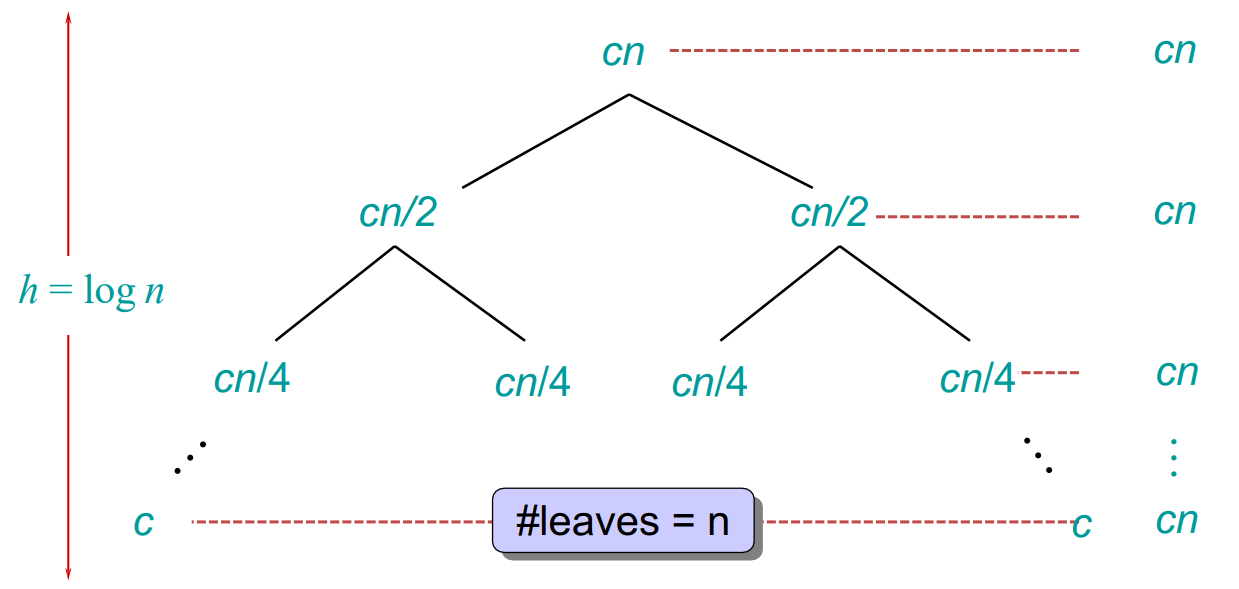 cn cn
cn/2 cn/2 cn
h = log n
cn/4 cn/4 cn/4 cn/4 cn
c #leaves = n c cn